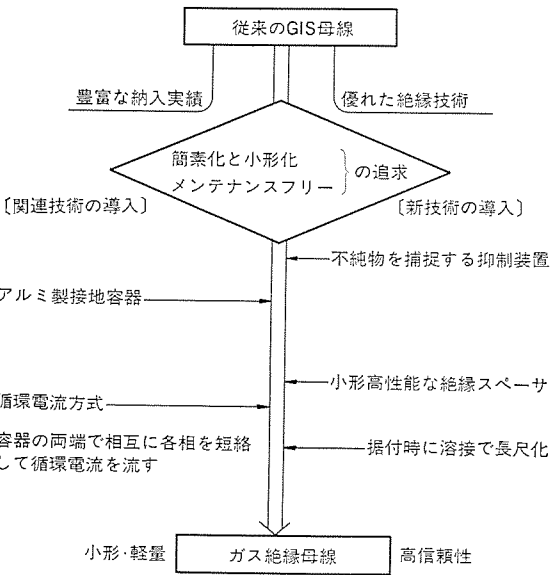 従来のGIS母線
豊富な納入実績
優れた絶縁技術
簡素化と小形化
メンテナンスフリー
の追求
〔関連技術の導入〕
〔新技術の導入〕
不純物を捕捉する抑制装置
アルミ製接地容器
小形高性能な絶縁スペーサ
循環電流方式
容器の両端で相互に各相を短絡
して循環電流を流す
据付時に溶接で長尺化
小形・軽量
ガス絶縁母線
高信頼性